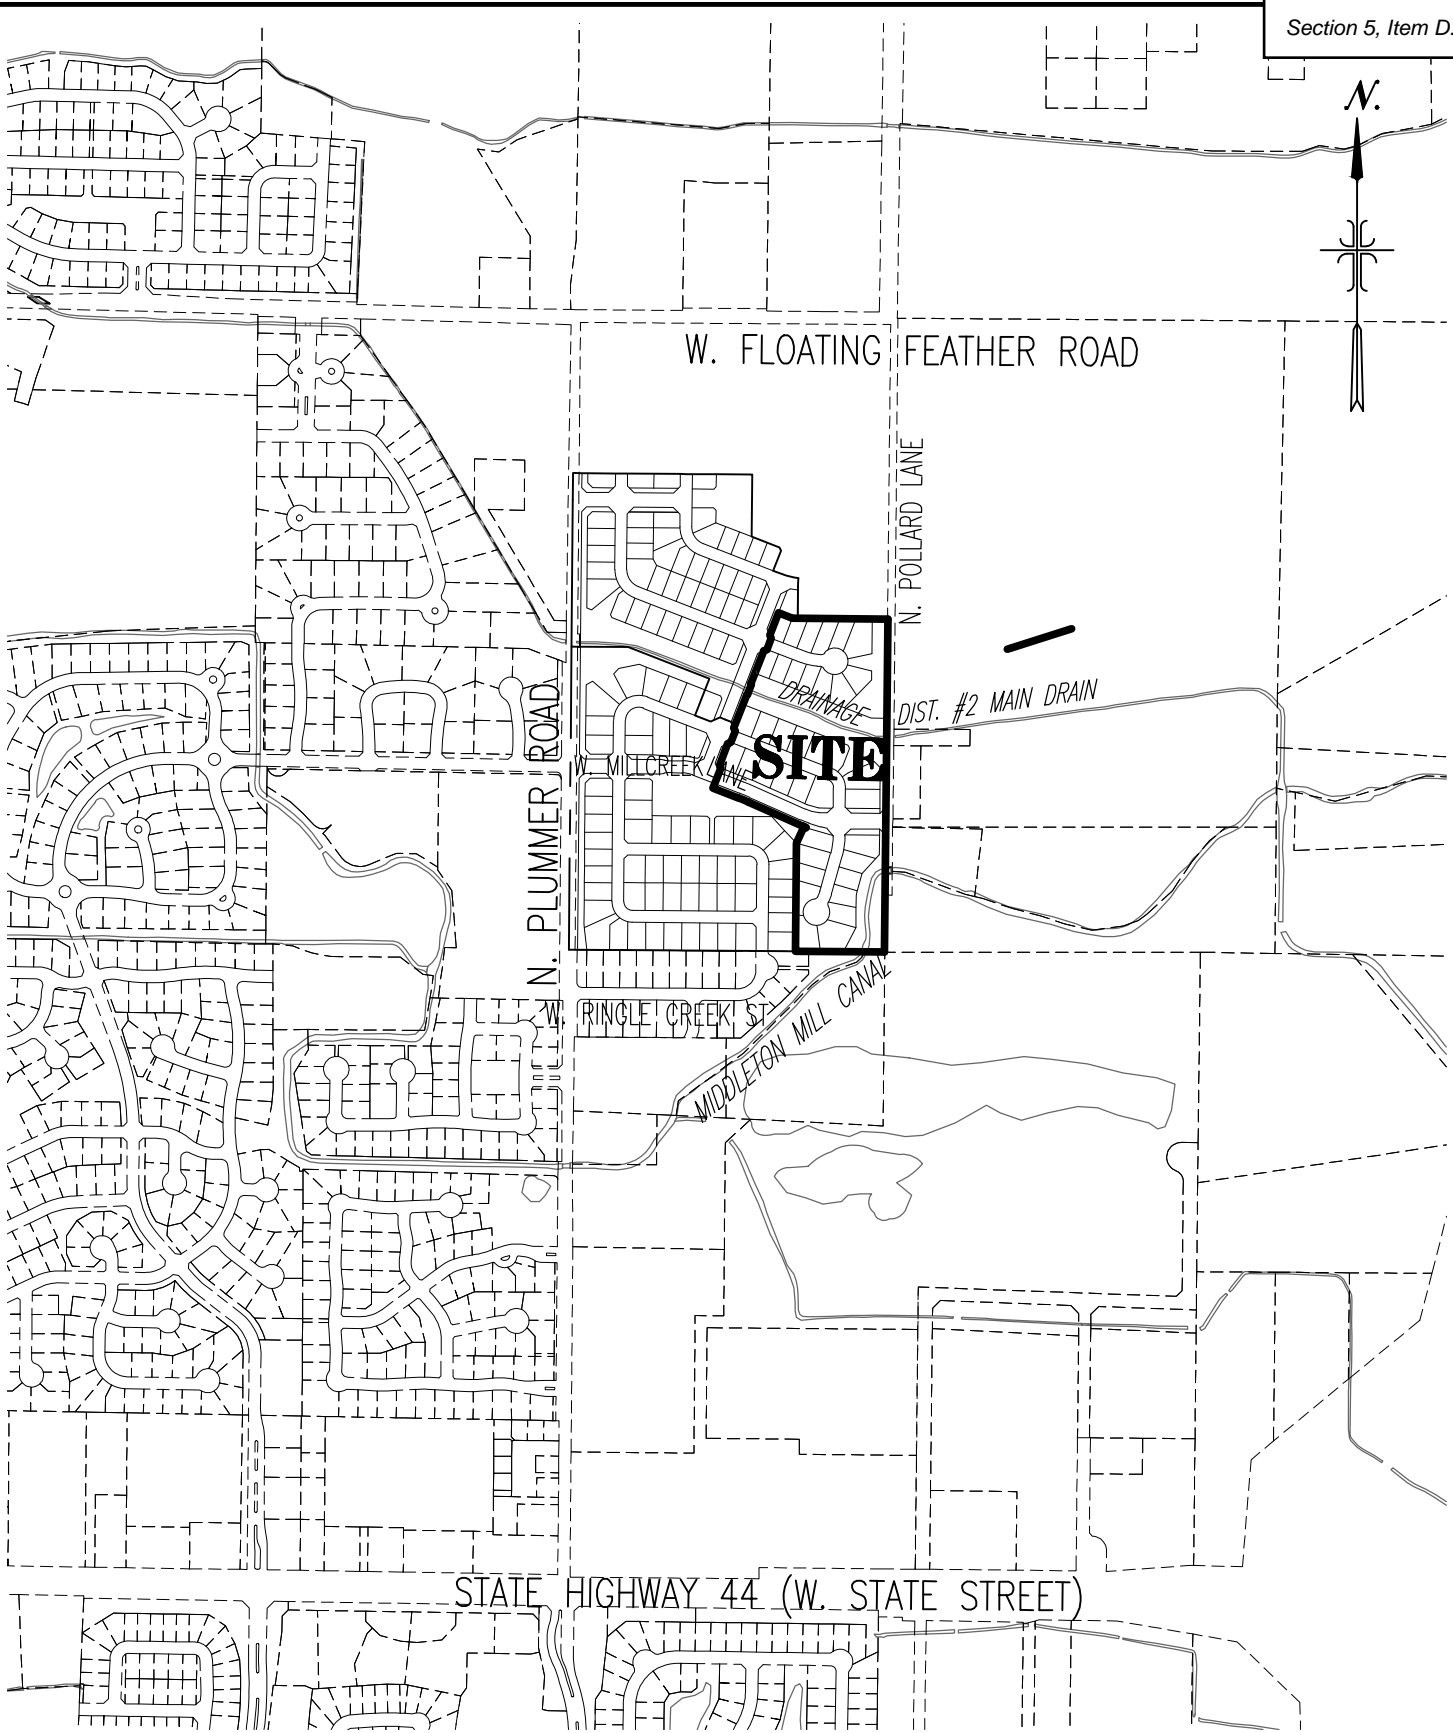 Section 5, Item D.
N.
W. FLOATING FEATHER ROAD
N. POLLARD LANE
DRAINAGE DIST. #2 MAIN DRAIN
SITE
W. MILLCREEK LANE
N. PLUMMER ROAD
W. RINGLE CREEK ST
MIDDLETON MILL CANAL
STATE HIGHWAY 44 (W. STATE STREET)